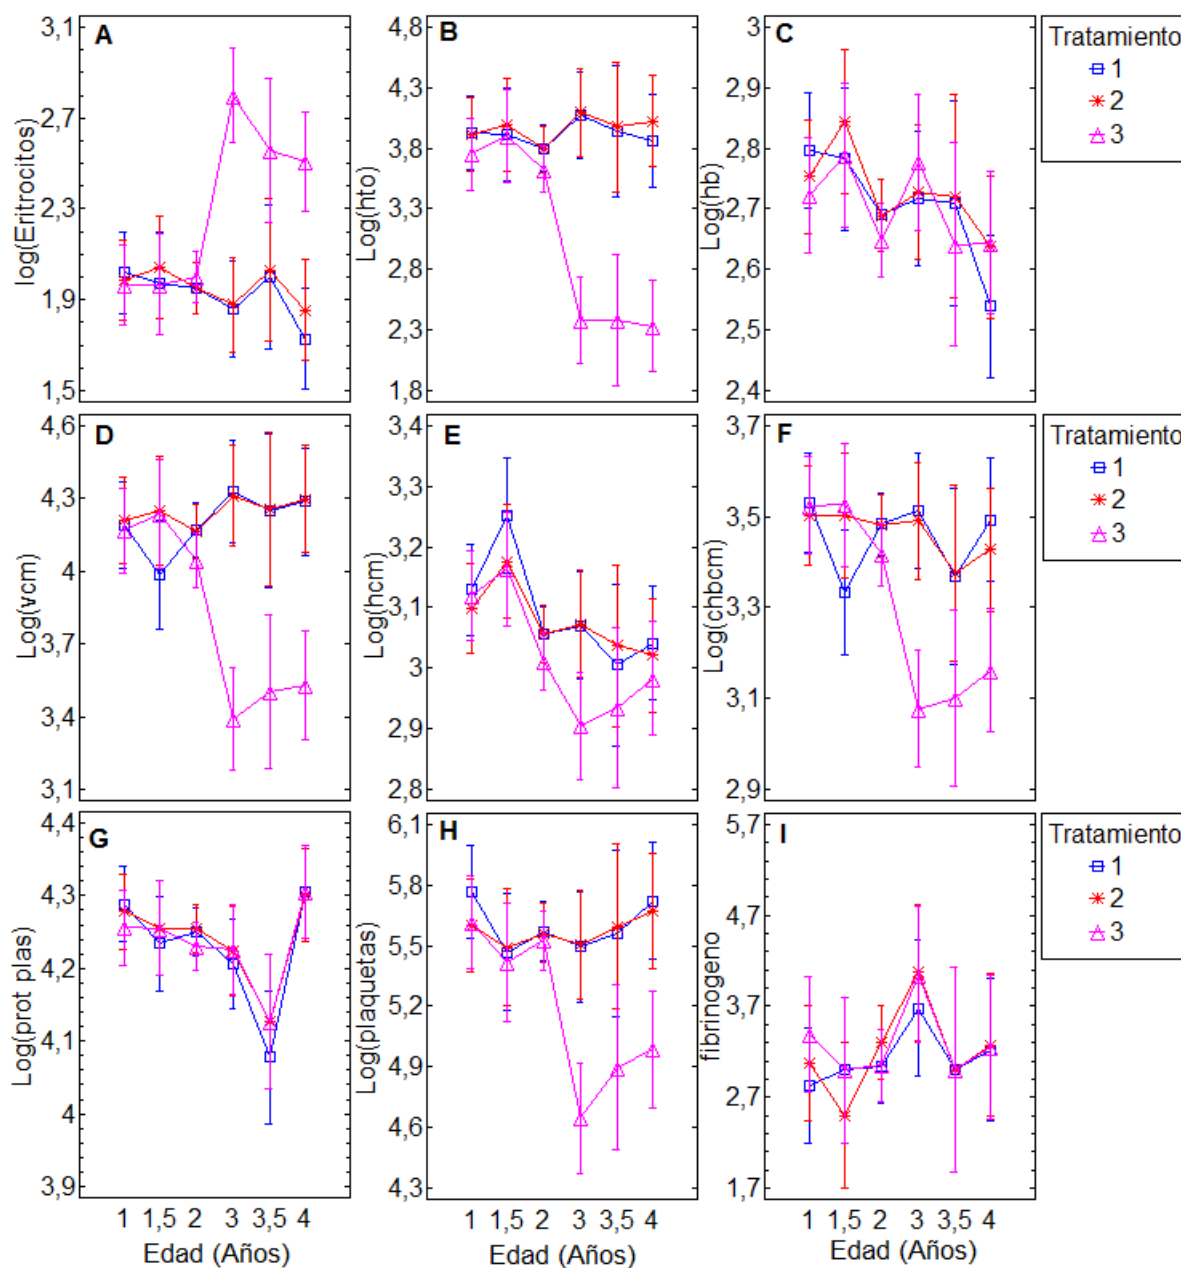 A
log(Eritrocitos)
3,1
2,7
2,3
1,9
1,5
B
Log(hto)
4,8
4,3
3,8
3,3
2,8
2,3
1,8
C
Log(hb)
3
2,9
2,8
2,7
2,6
2,5
2,4
Tratamiento
1
2
3
D
Log(vcm)
4,6
4,3
4
3,7
3,4
3,1
E
Log(hcm)
3,4
3,3
3,2
3,1
3
2,9
2,8
F
Log(chbcm)
3,7
3,5
3,3
3,1
2,9
Tratamiento
1
2
3
G
Log(prot plas)
4,4
4,3
4,2
4,1
4
3,9
1 1,5 2 3 3,5 4
Edad (Años)
H
Log(plaquetas)
6,1
5,8
5,5
5,2
4,9
4,6
4,3
1 1,5 2 3 3,5 4
Edad (Años)
I
fibrinogeno
5,7
4,7
3,7
2,7
1,7
1 1,5 2 3 3,5 4
Edad (Años)
Tratamiento
1
2
3